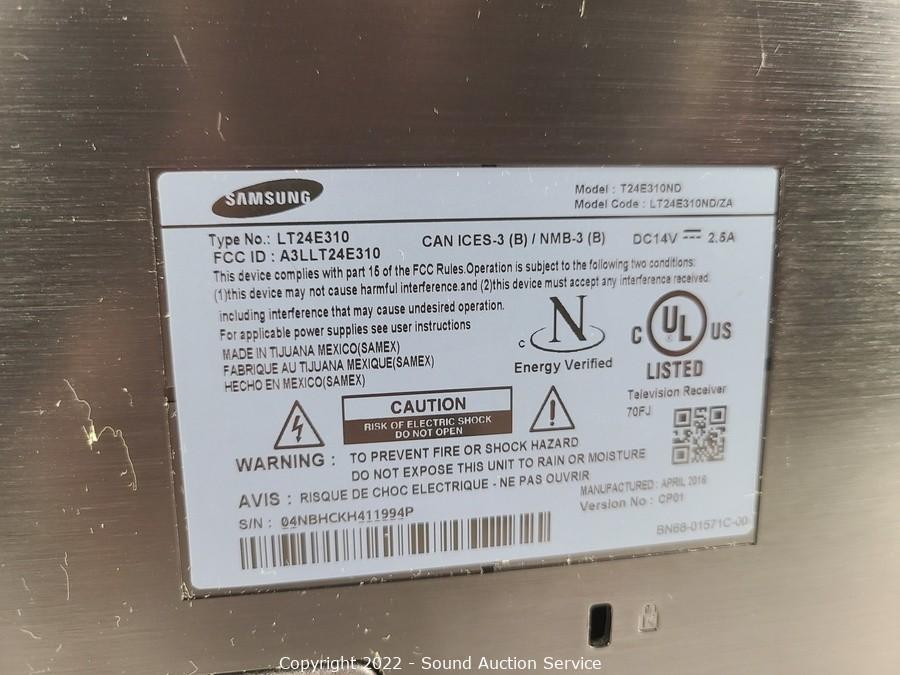 SAMSUNG
Model : T24E310ND
Model Code : LT24E310ND/ZA
Type No.: LT24E310
CAN ICES-3 (B) / NMB-3 (B)
DC14V 2.5A
FCC ID : A3LLT24E310
This device complies with part 15 of the FCC Rules.Operation is subject to the following two conditions:
(1)this device may not cause harmful interference.and (2)this device must accept any interference received,
including interference that may cause undesired operation.
For applicable power supplies see user instructions
MADE IN TIJUANA MEXICO(SAMEX)
FABRIQUE AU TIJUANA MEXIQUE(SAMEX)
HECHO EN MEXICO(SAMEX)
C N
Energy Verified
C UL US
®
LISTED
Television Receiver
70FJ
CAUTION
RISK OF ELECTRIC SHOCK
DO NOT OPEN
WARNING : TO PREVENT FIRE OR SHOCK HAZARD
DO NOT EXPOSE THIS UNIT TO RAIN OR MOISTURE
AVIS : RISQUE DE CHOC ELECTRIQUE - NE PAS OUVRIR
MANUFACTURED : APRIL 2016
Version No : CP01
S/N : 04NBHCKH411994P
BN68-01571C-00
Copyright 2022 - Sound Auction Service